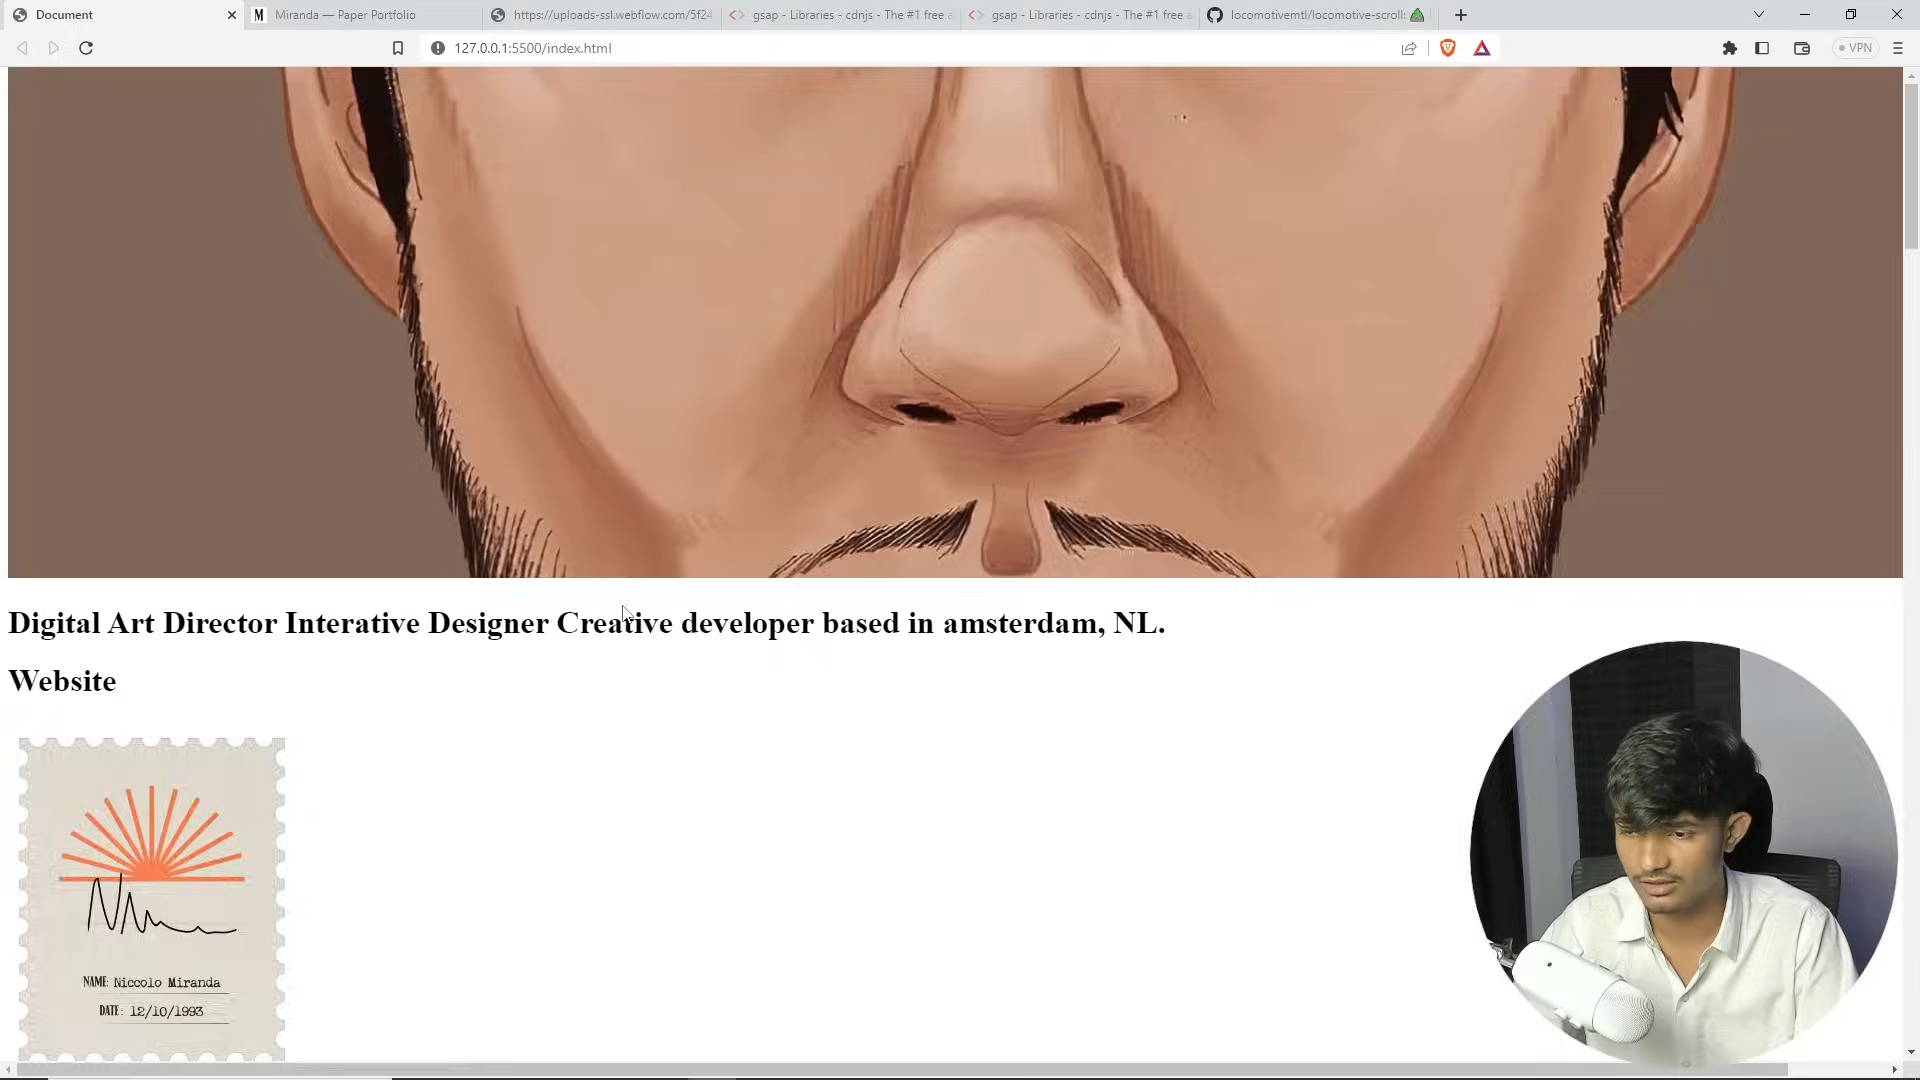 Document
Miranda — Paper Portfolio
https://uploads-ssl.webflow.com/5f24
gsap - Libraries - cdnjs - The #1 free a
gsap - Libraries - cdnjs - The #1 free a
locomotivemtl/locomotive-scroll:
127.0.0.1:5500/index.html
VPN
Digital Art Director Interative Designer Creative developer based in amsterdam, NL.
Website
NAME: Niccolo Miranda
DATE: 12/10/1993